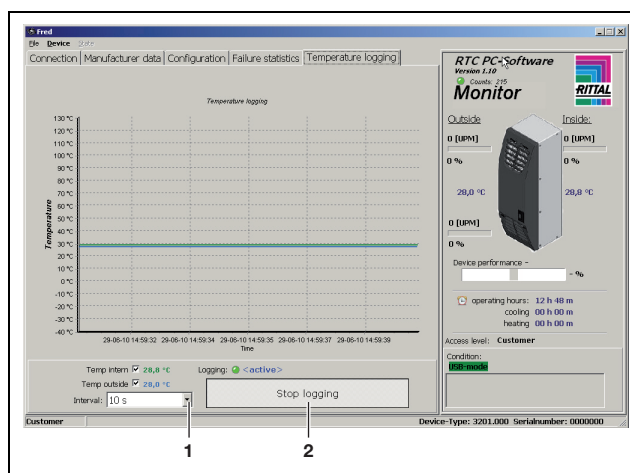 Fred
File Device State
Connection Manufacturer data Configuration Failure statistics Temperature logging
Temperature logging
Temperature
130 °C
120 °C
110 °C
100 °C
90 °C
80 °C
70 °C
60 °C
50 °C
40 °C
30 °C
20 °C
10 °C
0 °C
-10 °C
-20 °C
-30 °C
-40 °C
29-06-10 14:59:32 29-06-10 14:59:34 29-06-10 14:59:35 29-06-10 14:59:37 29-06-10 14:59:39
Time
Temp intern 28,8 °C
Logging: <active>
Temp outside 28,0 °C
Interval: 10 s
Stop logging
RTC PC-Software
Version 1.10
Counts: 215
Monitor
RITTAL
Outside
Inside:
0 [UPM]
0 [UPM]
0 %
0 %
28,0 °C
28,8 °C
0 [UPM]
0 %
Device performance -
- %
operating hours: 12 h 48 m
cooling 00 h 00 m
heating 00 h 00 m
Access level: Customer
Condition:
USB-mode
Customer
Device-Type: 3201.000 Serialnumber: 0000000
1
2